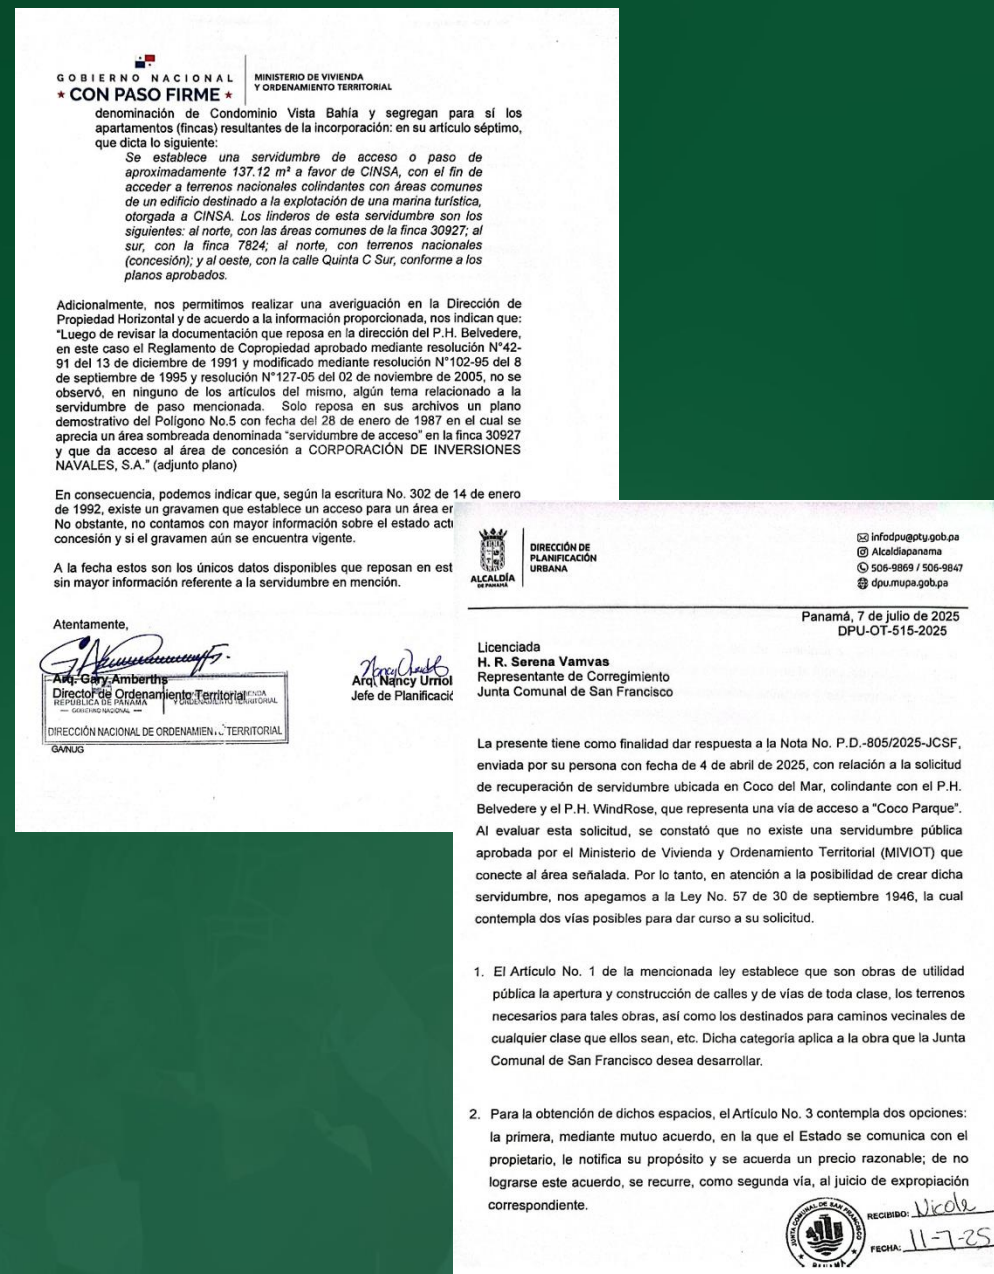 GOBIERNO NACIONAL
★ CON PASO FIRME ★
MINISTERIO DE VIVIENDA
Y ORDENAMIENTO TERRITORIAL
denominación de Condominio Vista Bahía y segregan para sí los
apartamentos (fincas) resultantes de la incorporación: en su artículo séptimo,
que dicta lo siguiente:
Se establece una servidumbre de acceso o paso de
aproximadamente 137.12 m² a favor de CINSA, con el fin de
acceder a terrenos nacionales colindantes con áreas comunes
de un edificio destinado a la explotación de una marina turística,
otorgada a CINSA. Los linderos de esta servidumbre son los
siguientes: al norte, con las áreas comunes de la finca 30927; al
sur, con la finca 7824; al norte, con terrenos nacionales
(concesión); y al oeste, con la calle Quinta C Sur, conforme a los
planos aprobados.
Adicionalmente, nos permitimos realizar una averiguación en la Dirección de
Propiedad Horizontal y de acuerdo a la información proporcionada, nos indican que:
“Luego de revisar la documentación que reposa en la dirección del P.H. Belvedere,
en este caso el Reglamento de Copropiedad aprobado mediante resolución N°42-
91 del 13 de diciembre de 1991 y modificado mediante resolución N°102-95 del 8
de septiembre de 1995 y resolución N°127-05 del 02 de noviembre de 2005, no se
observó, en ninguno de los artículos del mismo, algún tema relacionado a la
servidumbre de paso mencionada. Solo reposa en sus archivos un plano
demostrativo del Polígono No.5 con fecha del 28 de enero de 1987 en el cual se
aprecia un área sombreada denominada “servidumbre de acceso” en la finca 30927
y que da acceso al área de concesión a CORPORACIÓN DE INVERSIONES
NAVALES, S.A.” (adjunto plano)
En consecuencia, podemos indicar que, según la escritura No. 302 de 14 de enero
de 1992, existe un gravamen que establece un acceso para un área
No obstante, no contamos con mayor información sobre el estado
concesión y si el gravamen aún se encuentra vigente.
A la fecha estos son los únicos datos disponibles que reposan en
sin mayor información referente a la servidumbre en mención.
Atentamente,
Arq. Gary Amberths
Director de Ordenamiento Territorial
REPÚBLICA DE PANAMÁ
— GOBIERNO NACIONAL —
Y ORDENAMIENTO TERRITORIAL
DIRECCIÓN NACIONAL DE ORDENAMIENTO TERRITORIAL
GA/NUG
Arq. Nancy
Jefe de
ALCALDÍA
DE PANAMÁ
DIRECCIÓN DE
PLANIFICACIÓN
URBANA
infodpu@pty.gob.pa
Alcaldiapanama
506-9869 / 506-9847
dpu.mupa.gob.pa
Panamá, 7 de julio de 2025
DPU-OT-515-2025
Licenciada
H. R. Serena Vamvas
Representante de Corregimiento
Junta Comunal de San Francisco
La presente tiene como finalidad dar respuesta a la Nota No. P.D.-805/2025-JCSF,
enviada por su persona con fecha de 4 de abril de 2025, con relación a la solicitud
de recuperación de servidumbre ubicada en Coco del Mar, colindante con el P.H.
Belvedere y el P.H. WindRose, que representa una vía de acceso a “Coco Parque”.
Al evaluar esta solicitud, se constató que no existe una servidumbre pública
aprobada por el Ministerio de Vivienda y Ordenamiento Territorial (MIVIOT) que
conecte al área señalada. Por lo tanto, en atención a la posibilidad de crear dicha
servidumbre, nos apegamos a la Ley No. 57 de 30 de septiembre 1946, la cual
contempla dos vías posibles para dar curso a su solicitud.
1. El Artículo No. 1 de la mencionada ley establece que son obras de utilidad
pública la apertura y construcción de calles y de vías de toda clase, los terrenos
necesarios para tales obras, así como los destinados para caminos vecinales de
cualquier clase que ellos sean, etc. Dicha categoría aplica a la obra que la Junta
Comunal de San Francisco desea desarrollar.
2. Para la obtención de dichos espacios, el Artículo No. 3 contempla dos opciones:
la primera, mediante mutuo acuerdo, en la que el Estado se comunica con el
propietario, le notifica su propósito y se acuerda un precio razonable; de no
lograrse este acuerdo, se recurre, como segunda vía, al juicio de expropiación
correspondiente.
JUNTA COMUNAL DE SAN FRANCISCO
PANAMÁ
RECIBIDO: Nicole
FECHA: 11-7-25